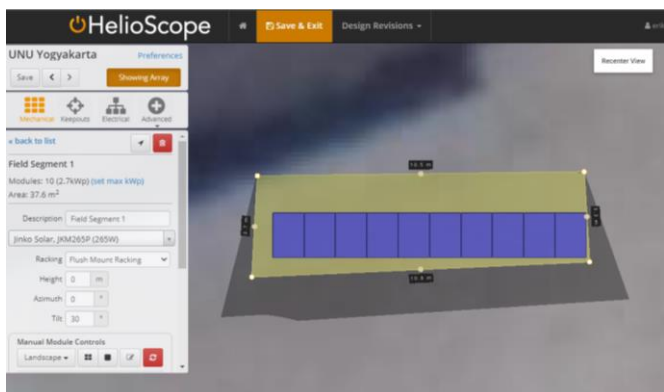 HelioScope
Save & Exit
Design Revisions
UNU Yogyakarta
Preferences
Recenter View
Save
Showing Array
Mechanical
Keepouts
Electrical
Advanced
« back to list
Field Segment 1
Modules: 10 (2.7kWp) (set max kWp)
Area: 37.6 m²
Description Field Segment 1
Jinko Solar, JKM265P (265W)
Racking Flush Mount Racking
Height 0 m
Azimuth 0 °
Tilt 30 °
Manual Module Controls
Landscape